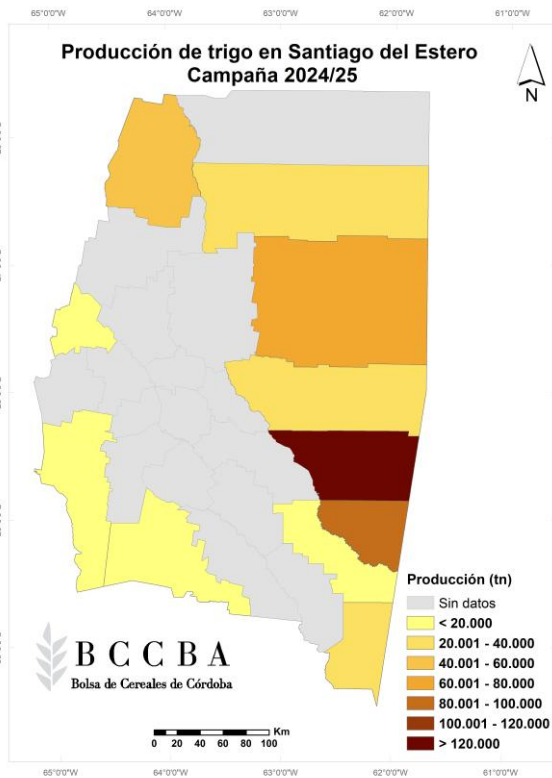 65°0'0"W 64°0'0"W 63°0'0"W 62°0'0"W 61°0'0"W
Producción de trigo en Santiago del Estero
Campaña 2024/25
N
Producción (tn)
Sin datos
< 20.000
20.001 - 40.000
40.001 - 60.000
60.001 - 80.000
80.001 - 100.000
100.001 - 120.000
> 120.000
BCCBA
Bolsa de Cereales de Córdoba
Km
0 20 40 60 80 100
65°0'0"W 64°0'0"W 63°0'0"W 62°0'0"W 61°0'0"W